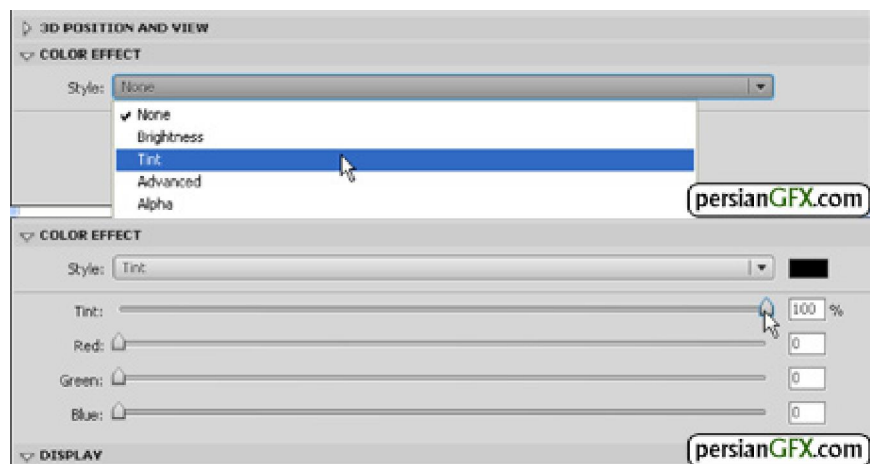 3D POSITION AND VIEW
COLOR EFFECT
Style: None
None
Brightness
Tint
Advanced
Alpha
persianGFX.com
COLOR EFFECT
Style: Tint
Tint: 100 %
Red: 0
Green: 0
Blue: 0
DISPLAY
persianGFX.com